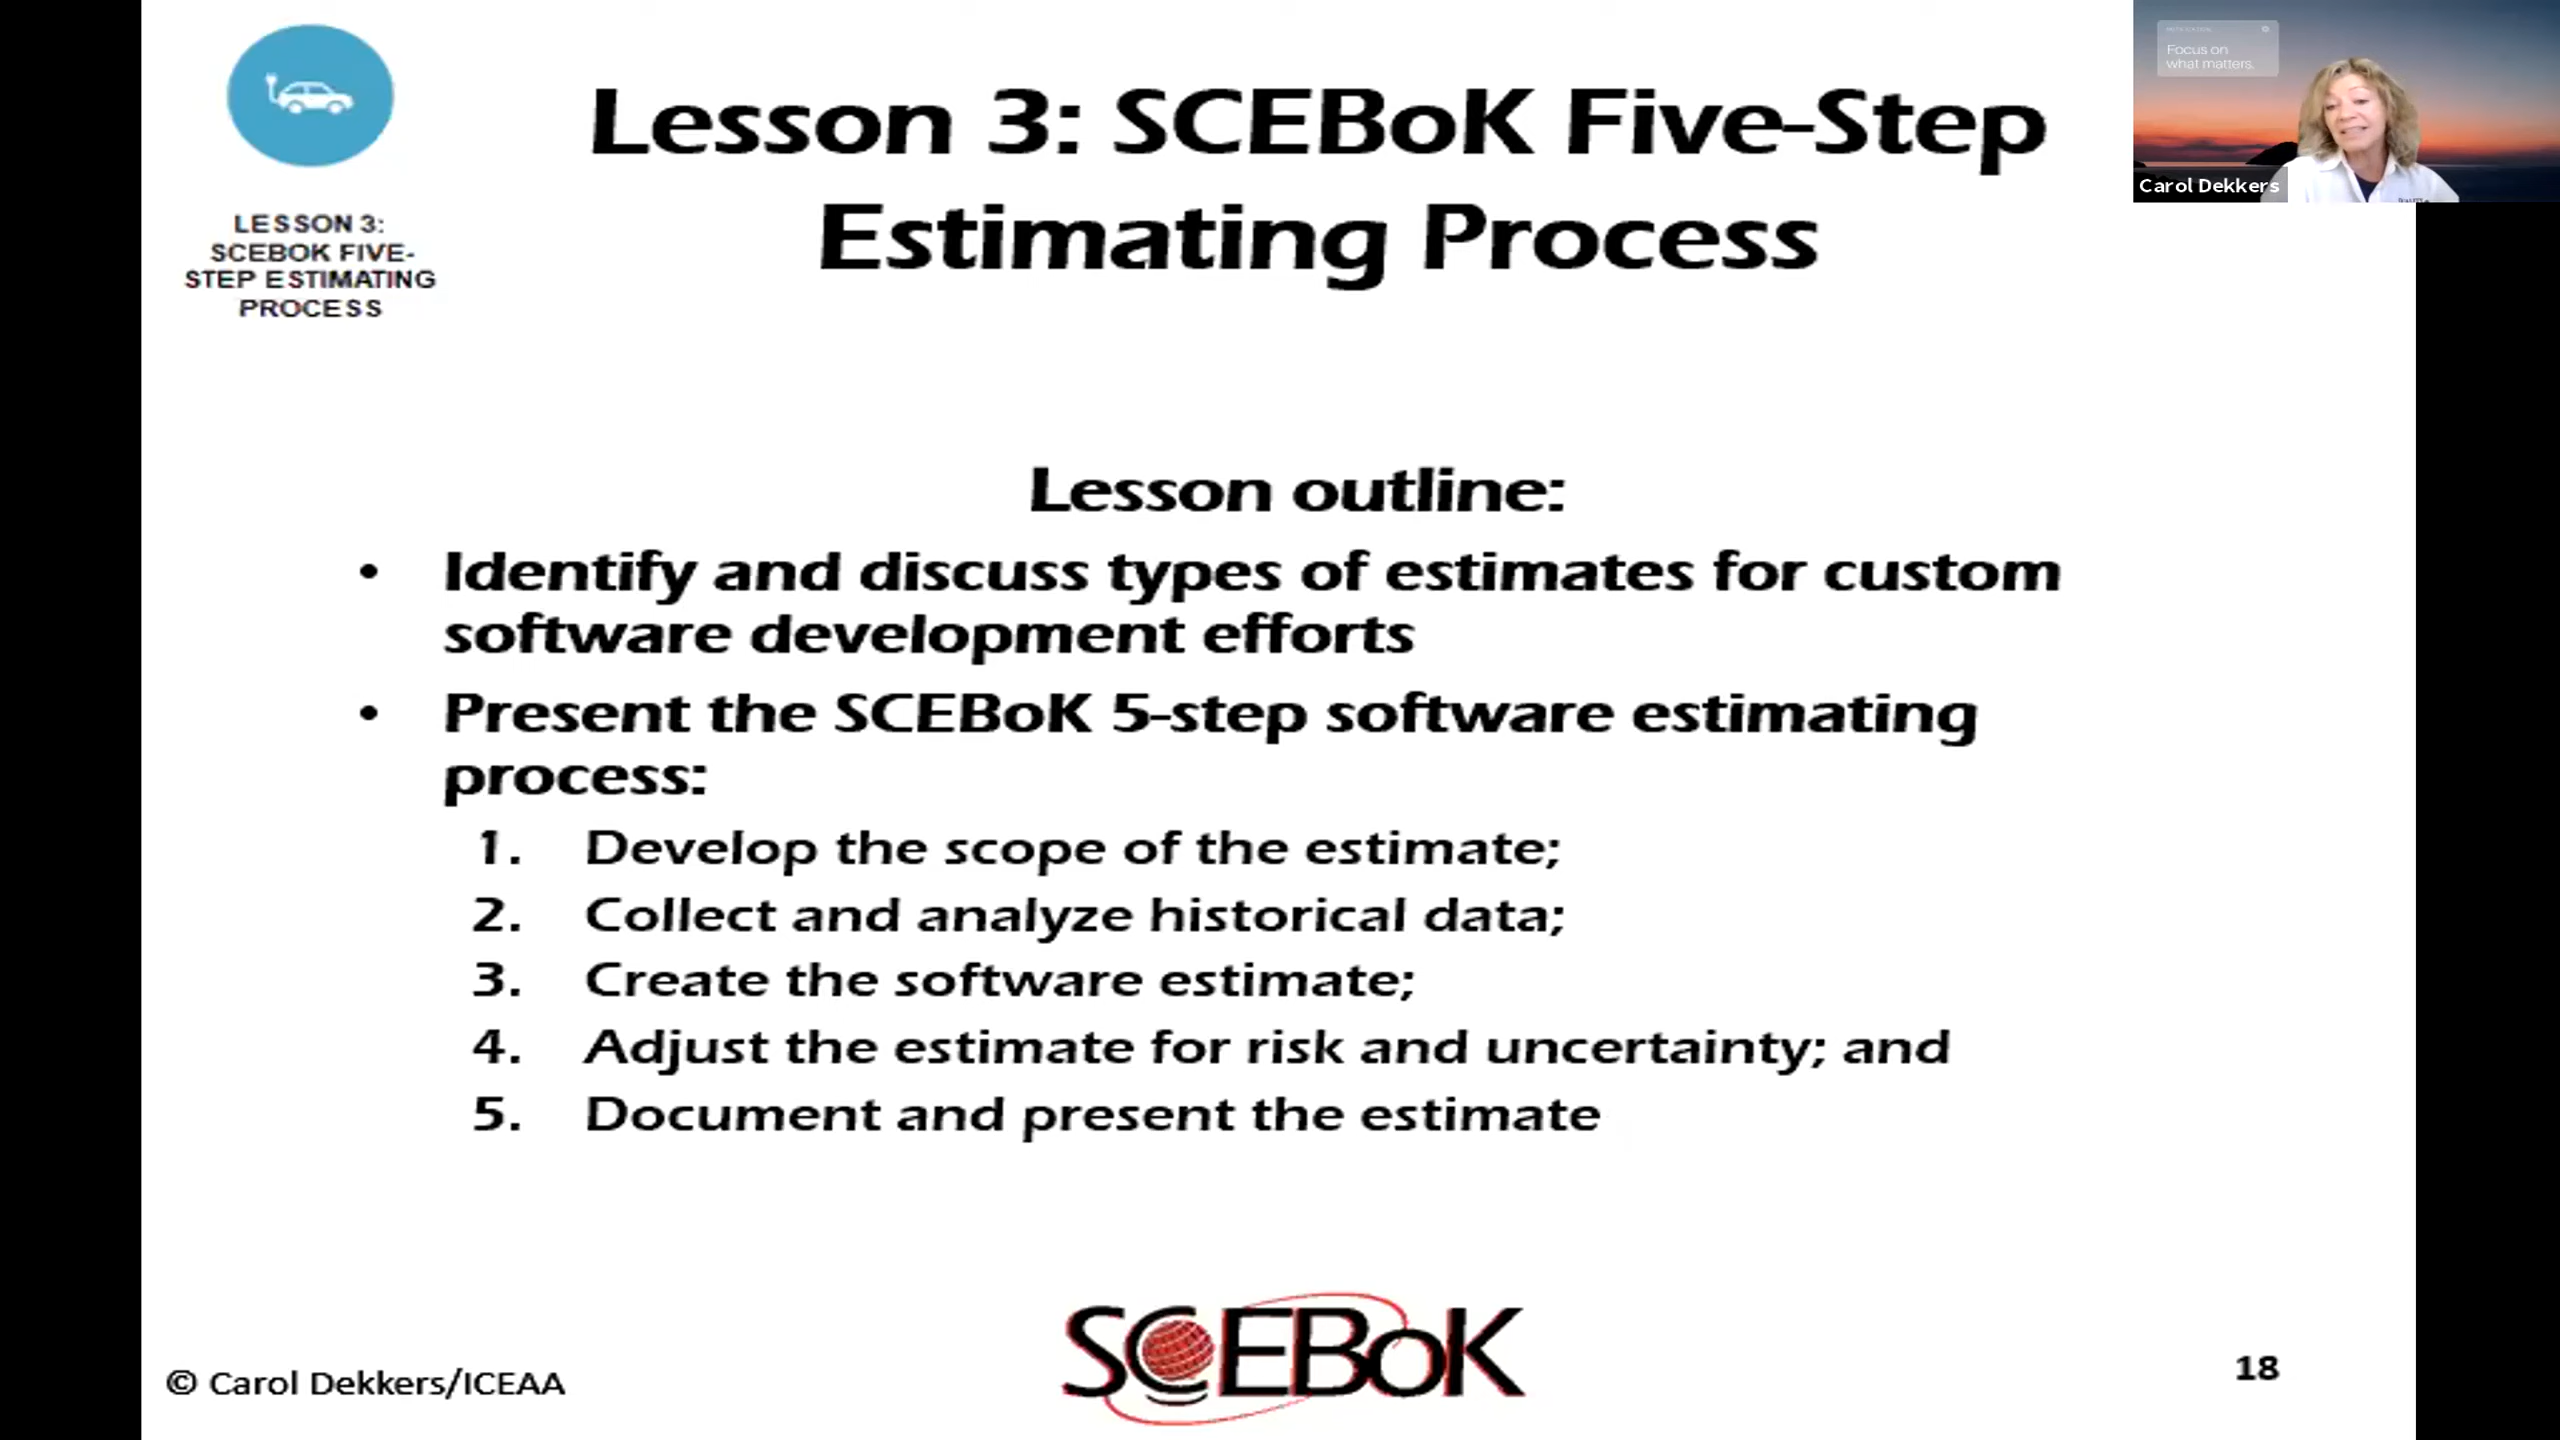 LESSON 3:
SCEBOK FIVE-
STEP ESTIMATING
PROCESS
Lesson 3: SCEBoK Five-Step
Estimating Process
Focus on
what matters.
Carol Dekkers
Lesson outline:
• Identify and discuss types of estimates for custom
software development efforts
• Present the SCEBoK 5-step software estimating
process:
1. Develop the scope of the estimate;
2. Collect and analyze historical data;
3. Create the software estimate;
4. Adjust the estimate for risk and uncertainty; and
5. Document and present the estimate
© Carol Dekkers/ICEAA
SCEBoK
18